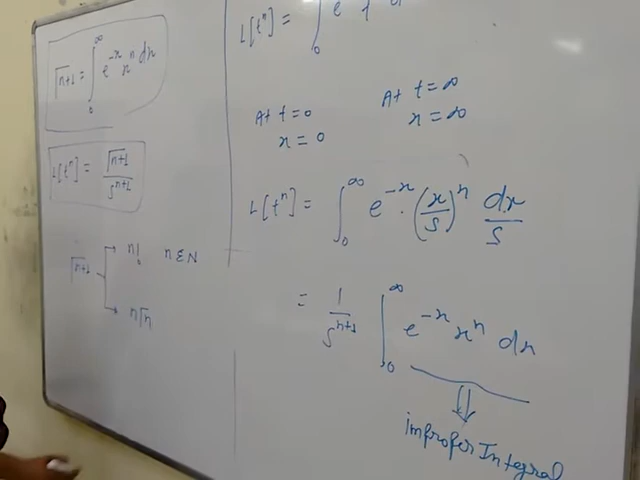 Γn+1 = ∫₀^∞ e^-x x^n dx
L[t^n] = Γn+1 / s^n+1
Γn+1 → n! n ∈ N
→ nΓn
L[t^n] = ∫₀ e t
At t = 0
x = 0
At t = ∞
x = ∞
L[t^n] = ∫₀^∞ e^-x . (x/s)^n dx/s
= 1/s^n+1 ∫₀^∞ e^-x x^n dx
⇓
improper Integral